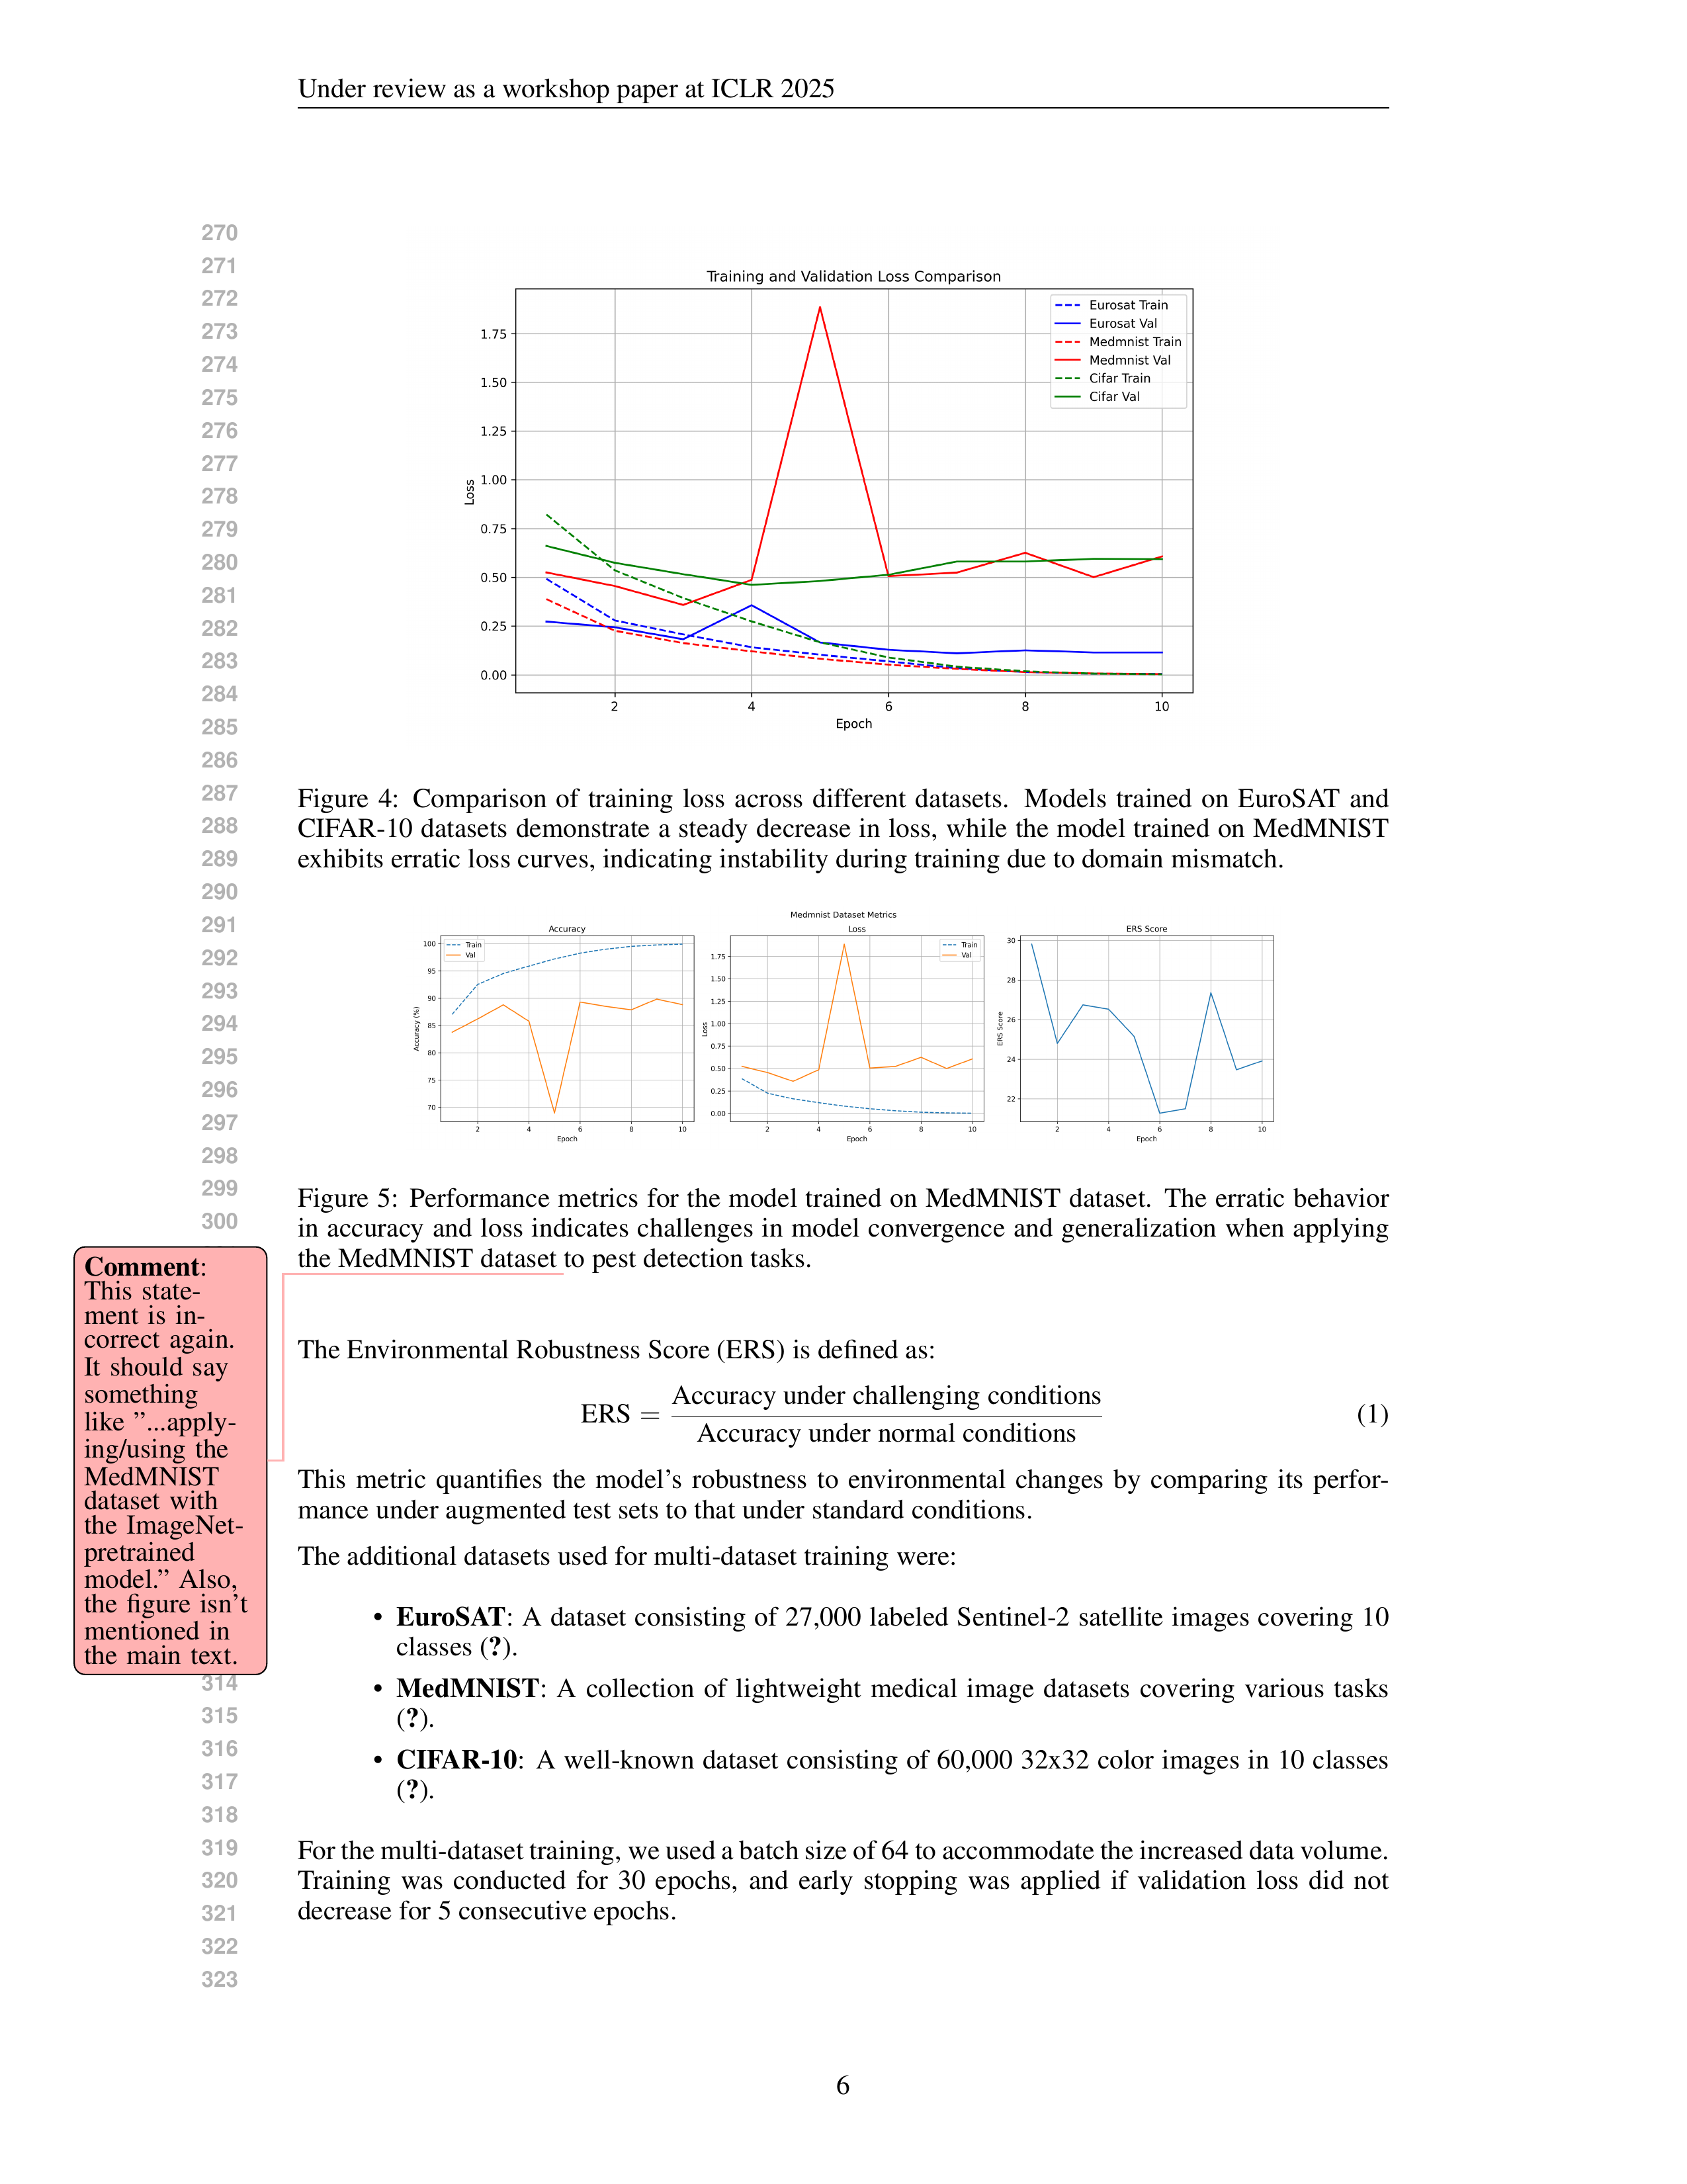 Under review as a workshop paper at ICLR 2025
270
271
272
273
274
275
276
277
278
279
280
281
282
283
284
285
286
287
288
289
290
291
292
293
294
295
296
297
298
299
300
314
315
316
317
318
319
320
321
322
323
Training and Validation Loss Comparison
Eurosat Train
Eurosat Val
Medmnist Train
Medmnist Val
Cifar Train
Cifar Val
1.75
1.50
1.25
1.00
0.75
0.50
0.25
0.00
Loss
2 4 6 8 10
Epoch
Figure 4: Comparison of training loss across different datasets. Models trained on EuroSAT and
CIFAR-10 datasets demonstrate a steady decrease in loss, while the model trained on MedMNIST
exhibits erratic loss curves, indicating instability during training due to domain mismatch.
Medmnist Dataset Metrics
Accuracy
Train
Val
100
95
90
85
80
75
70
Accuracy (%)
2 4 6 8 10
Epoch
Loss
Train
Val
1.75
1.50
1.25
1.00
0.75
0.50
0.25
0.00
Loss
2 4 6 8 10
Epoch
ERS Score
30
28
26
24
22
ERS Score
2 4 6 8 10
Epoch
Figure 5: Performance metrics for the model trained on MedMNIST dataset. The erratic behavior
in accuracy and loss indicates challenges in model convergence and generalization when applying
the MedMNIST dataset to pest detection tasks.
Comment:
This state-
ment is in-
correct again.
It should say
something
like ”...apply-
ing/using the
MedMNIST
dataset with
the ImageNet-
pretrained
model.” Also,
the figure isn’t
mentioned in
the main text.
The Environmental Robustness Score (ERS) is defined as:
ERS = Accuracy under challenging conditions
Accuracy under normal conditions
(1)
This metric quantifies the model’s robustness to environmental changes by comparing its perfor-
mance under augmented test sets to that under standard conditions.
The additional datasets used for multi-dataset training were:
• EuroSAT: A dataset consisting of 27,000 labeled Sentinel-2 satellite images covering 10
classes (?).
• MedMNIST: A collection of lightweight medical image datasets covering various tasks
(?).
• CIFAR-10: A well-known dataset consisting of 60,000 32x32 color images in 10 classes
(?).
For the multi-dataset training, we used a batch size of 64 to accommodate the increased data volume.
Training was conducted for 30 epochs, and early stopping was applied if validation loss did not
decrease for 5 consecutive epochs.
6